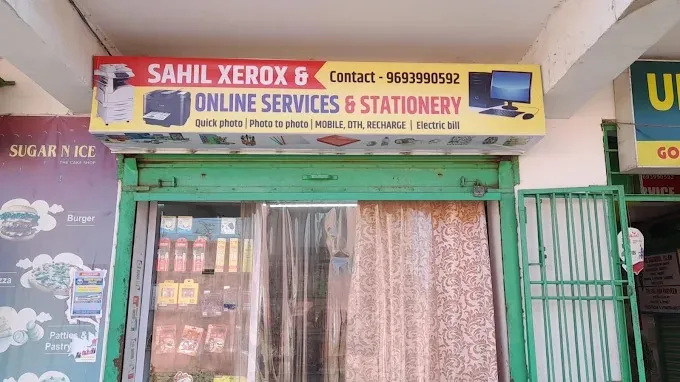 SAHIL XEROX &
Contact - 9693990592
ONLINE SERVICES & STATIONERY
Quick photo | Photo to photo | MOBILE, DTH, RECHARGE | Electric bill
SUGAR N ICE
Burger
Patties &
Pastry
GO